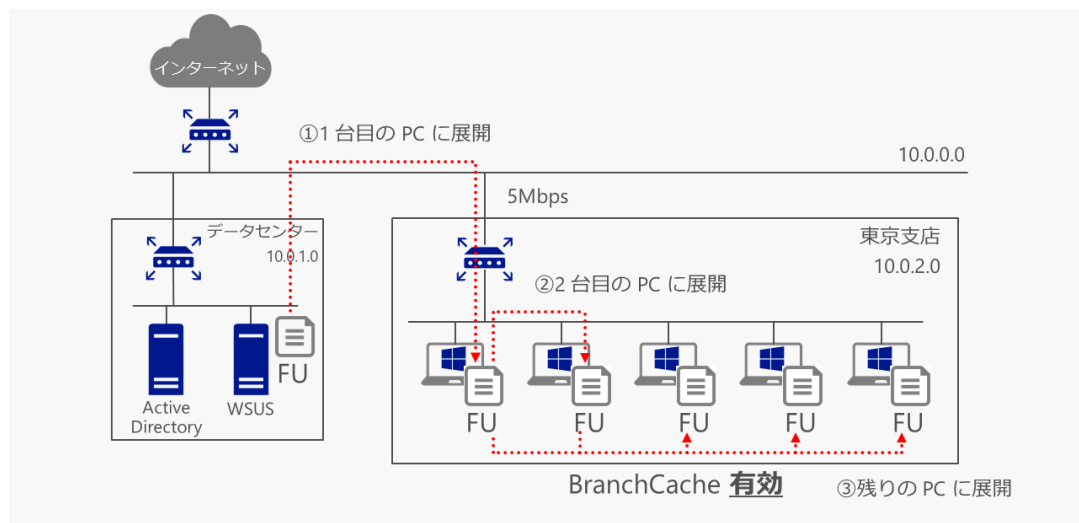 インターネット
①1 台目の PC に展開
10.0.0.0
5Mbps
データセンター
10.0.1.0
東京支店
10.0.2.0
②2 台目の PC に展開
FU
Active
Directory
WSUS
FU
FU
FU
FU
FU
BranchCache 有効
③残りの PC に展開